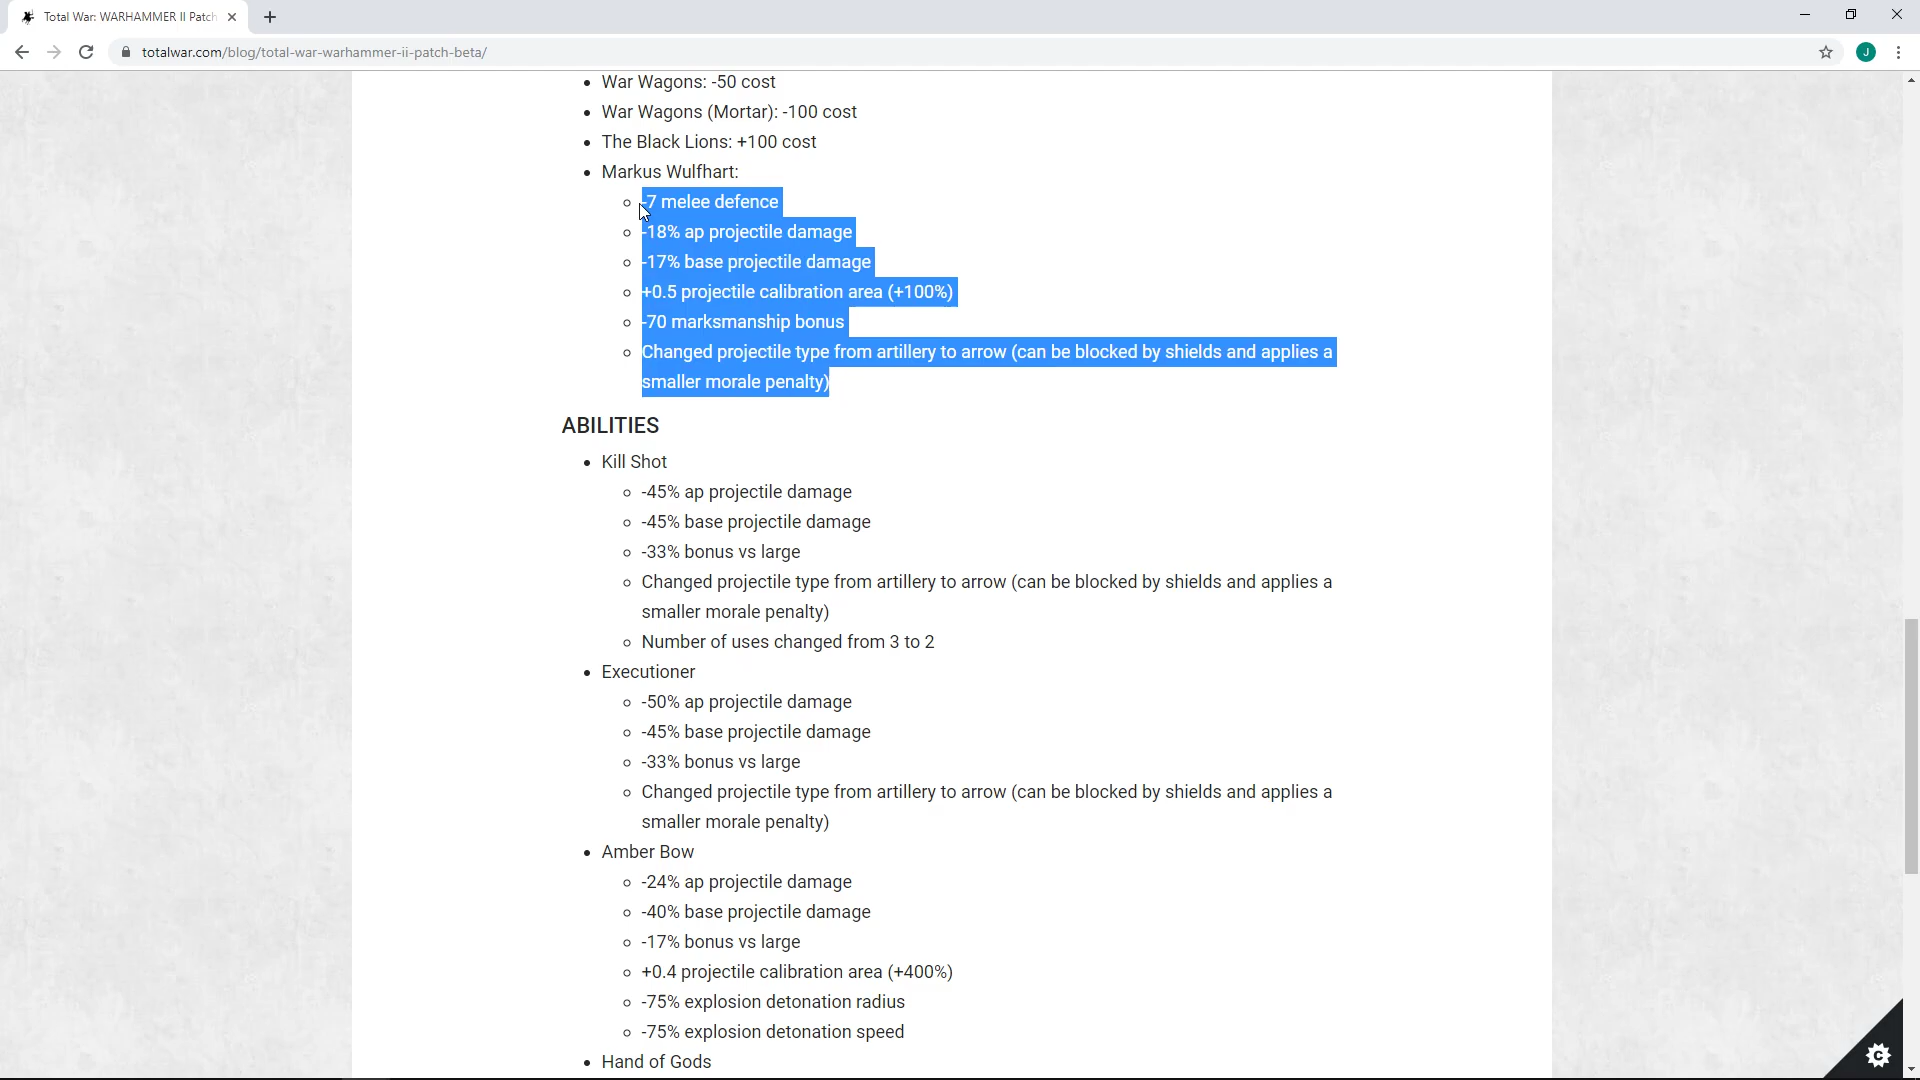 Total War: WARHAMMER II Patch
totalwar.com/blog/total-war-warhammer-ii-patch-beta/
J
War Wagons: -50 cost
War Wagons (Mortar): -100 cost
The Black Lions: +100 cost
Markus Wulfhart:
-7 melee defence
-18% ap projectile damage
-17% base projectile damage
+0.5 projectile calibration area (+100%)
-70 marksmanship bonus
Changed projectile type from artillery to arrow (can be blocked by shields and applies a
smaller morale penalty)
ABILITIES
Kill Shot
-45% ap projectile damage
-45% base projectile damage
-33% bonus vs large
Changed projectile type from artillery to arrow (can be blocked by shields and applies a
smaller morale penalty)
Number of uses changed from 3 to 2
Executioner
-50% ap projectile damage
-45% base projectile damage
-33% bonus vs large
Changed projectile type from artillery to arrow (can be blocked by shields and applies a
smaller morale penalty)
Amber Bow
-24% ap projectile damage
-40% base projectile damage
-17% bonus vs large
+0.4 projectile calibration area (+400%)
-75% explosion detonation radius
-75% explosion detonation speed
Hand of Gods
C